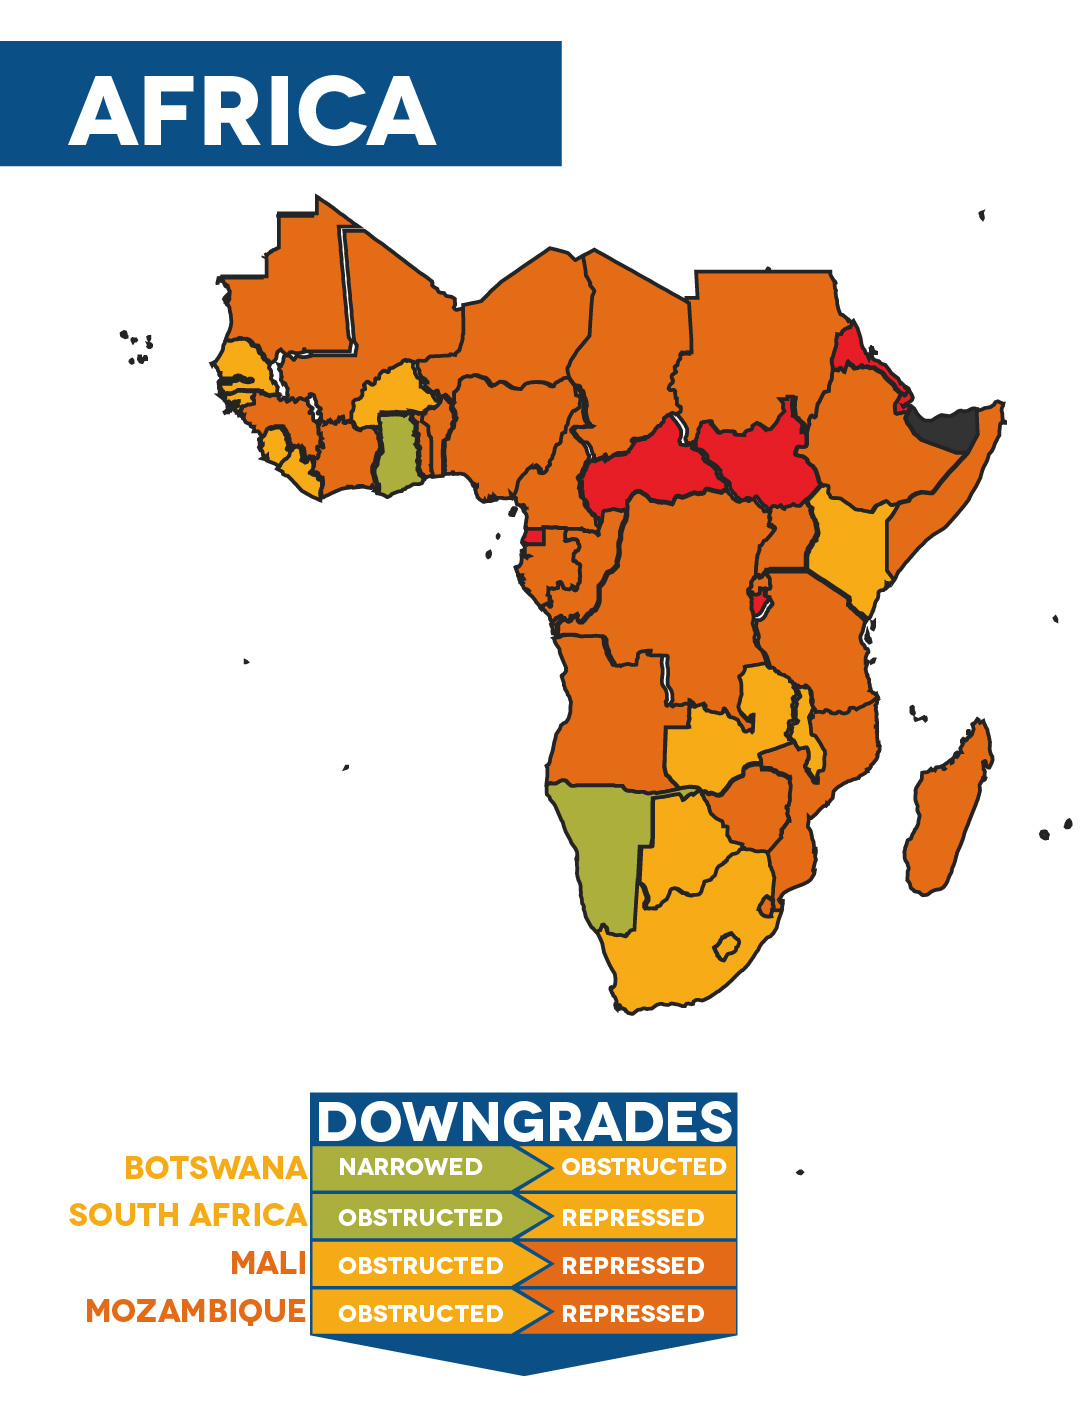 AFRICA
DOWNGRADES
BOTSWANA NARROWED OBSTRUCTED
SOUTH AFRICA OBSTRUCTED REPRESSED
MALI OBSTRUCTED REPRESSED
MOZAMBIQUE OBSTRUCTED REPRESSED